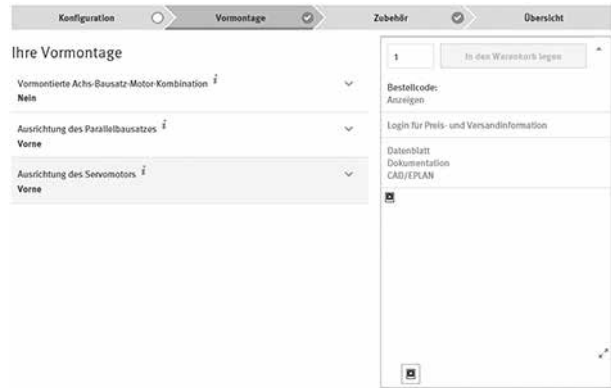 Konfiguration
Vormontage
Zubehör
Übersicht
Ihre Vormontage
Vormontierte Achs-Bausatz-Motor-Kombination i
Nein
Ausrichtung des Parallelbausatzes i
Vorne
Ausrichtung des Servomotors i
Vorne
1
In den Warenkorb legen
Bestellcode:
Anzeigen
Login für Preis- und Versandinformation
Datenblatt
Dokumentation
CAD/EPLAN